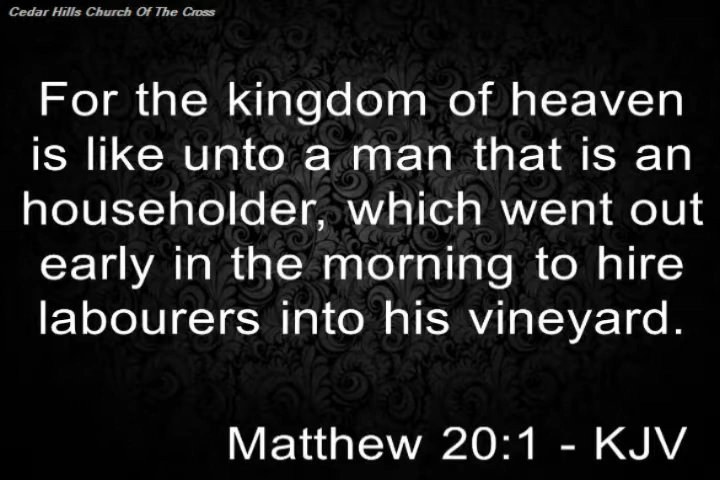 Cedar Hills Church Of The Cross
For the kingdom of heaven
is like unto a man that is an
householder, which went out
early in the morning to hire
labourers into his vineyard.
Matthew 20:1 - KJV